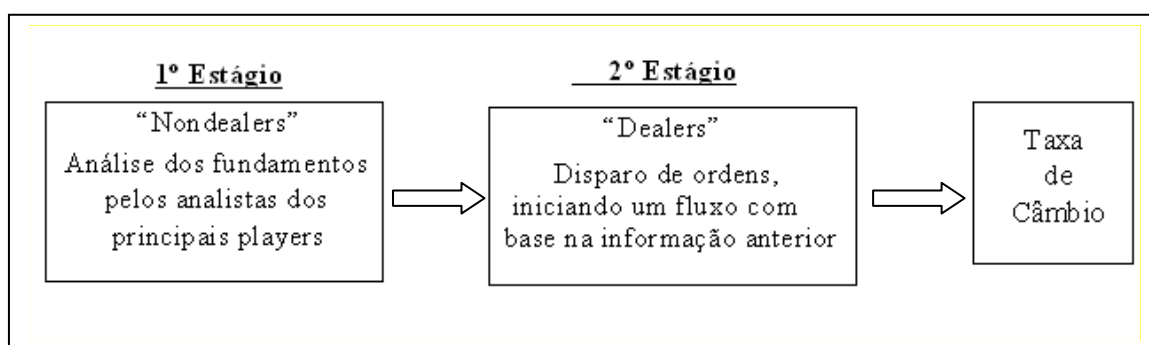 1º Estágio
“Nondealers”
Análise dos fundamentos
pelos analistas dos
principais players
2º Estágio
“Dealers”
Disparo de ordens,
iniciando um fluxo com
base na informação anterior
Taxa
de
Câmbio